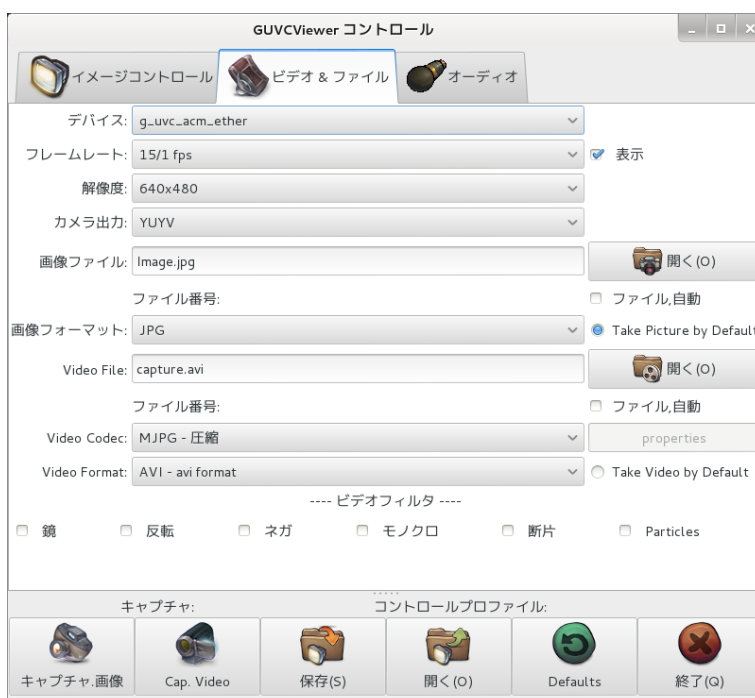 GUVCViewer コントロール
イメージコントロール ビデオ & ファイル オーディオ
デバイス: g_uvc_acm_ether
フレームレート: 15/1 fps 表示
解像度: 640x480
カメラ出力: YUYV
画像ファイル: Image.jpg 開く(O)
ファイル番号: ファイル,自動
画像フォーマット: JPG Take Picture by Default
Video File: capture.avi 開く(O)
ファイル番号: ファイル,自動
Video Codec: MJPG - 圧縮 properties
Video Format: AVI - avi format Take Video by Default
---- ビデオフィルタ ----
鏡 反転 ネガ モノクロ 断片 Particles
キャプチャ: コントロールプロファイル:
キャプチャ.画像 Cap. Video 保存(S) 開く(O) Defaults 終了(Q)